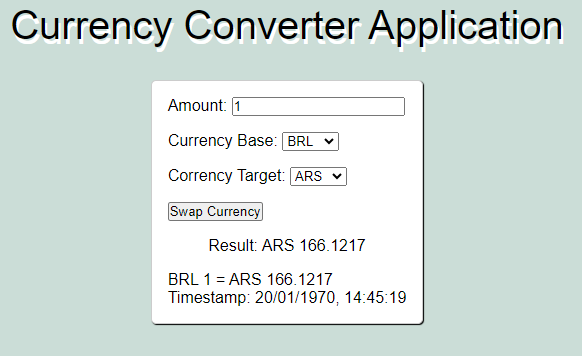 Currency Converter Application
Amount: 1
Currency Base: BRL
Corrency Target: ARS
Swap Currency
Result: ARS 166.1217
BRL 1 = ARS 166.1217
Timestamp: 20/01/1970, 14:45:19